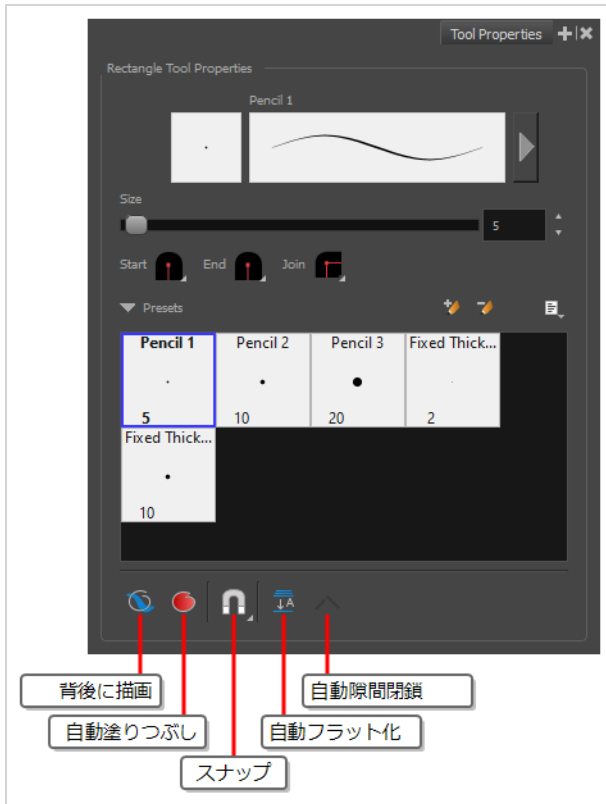 Tool Properties
Rectangle Tool Properties
Pencil 1
Size
5
Start End Join
Presets
Pencil 1 Pencil 2 Pencil 3 Fixed Thick...
5 10 20 2
Fixed Thick...
10
A
背後に描画
自動隙間閉鎖
自動塗りつぶし
自動フラット化
スナップ